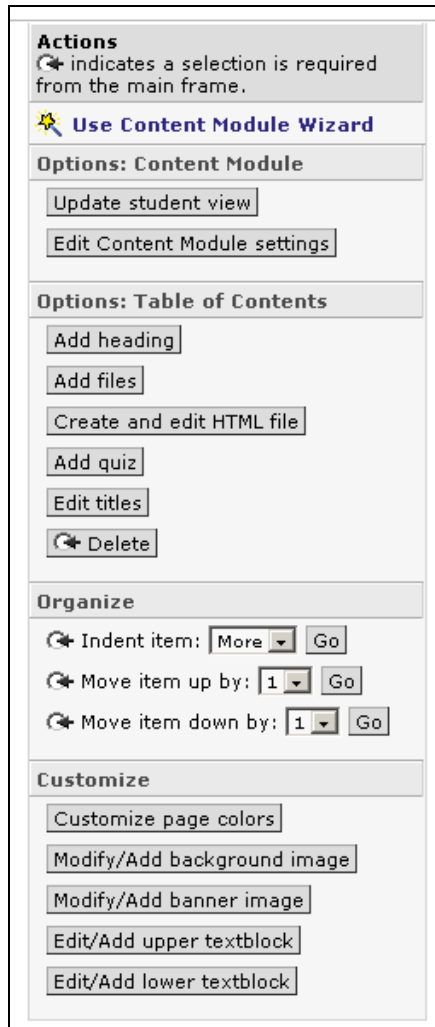 Actions
indicates a selection is required
from the main frame.
Use Content Module Wizard
Options: Content Module
Update student view
Edit Content Module settings
Options: Table of Contents
Add heading
Add files
Create and edit HTML file
Add quiz
Edit titles
Delete
Organize
Indent item: More Go
Move item up by: 1 Go
Move item down by: 1 Go
Customize
Customize page colors
Modify/Add background image
Modify/Add banner image
Edit/Add upper textblock
Edit/Add lower textblock